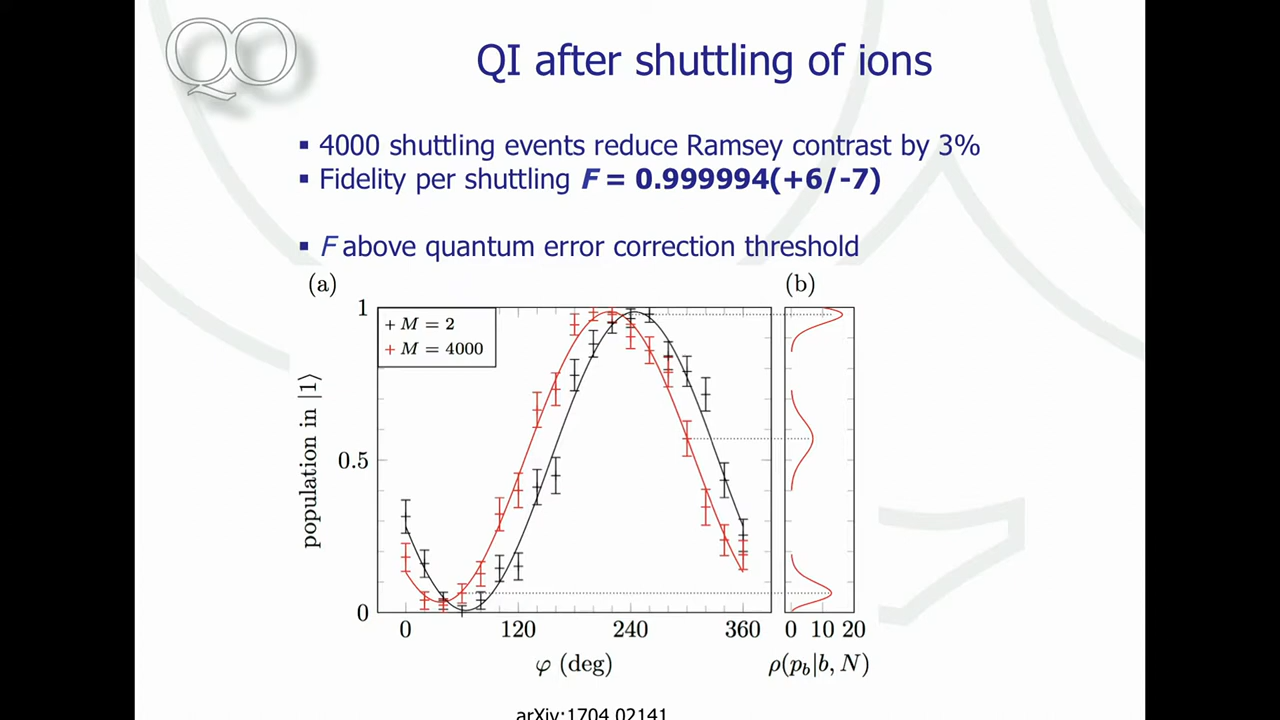 QO
QI after shuttling of ions
▪ 4000 shuttling events reduce Ramsey contrast by 3%
▪ Fidelity per shuttling F = 0.999994(+6/-7)
▪ F above quantum error correction threshold
(a)
(b)
1
0.5
0
population in |1⟩
+ M = 2
+ M = 4000
0 120 240 360
φ (deg)
0 10 20
ρ(p_b|b, N)
arXiv:1704.02141